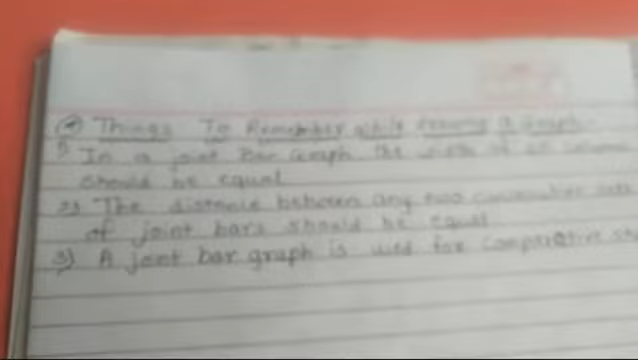 Things To Remember while drawing a Graph-
1) In a joint Bar Graph the width of all columns
should be equal
2) The distance between any two consecutive sets
of joint bars should be equal
3) A joint bar graph is used for comparative